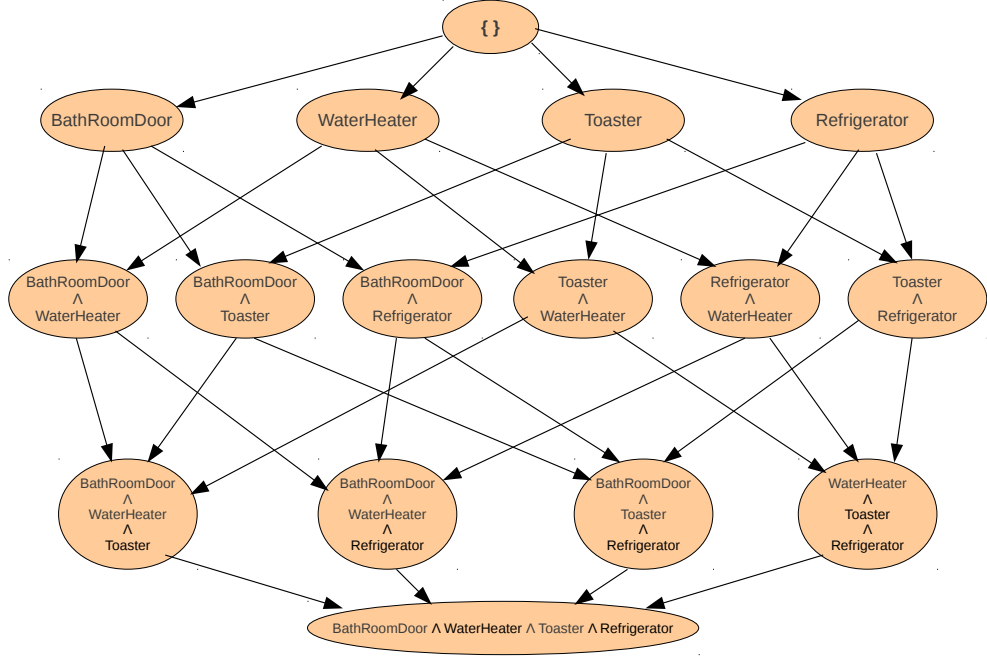 { }
BathRoomDoor
WaterHeater
Toaster
Refrigerator
BathRoomDoor
Λ
WaterHeater
BathRoomDoor
Λ
Toaster
BathRoomDoor
Λ
Refrigerator
Toaster
Λ
WaterHeater
Refrigerator
Λ
WaterHeater
Toaster
Λ
Refrigerator
BathRoomDoor
Λ
WaterHeater
Λ
Toaster
BathRoomDoor
Λ
WaterHeater
Λ
Refrigerator
BathRoomDoor
Λ
Toaster
Λ
Refrigerator
WaterHeater
Λ
Toaster
Λ
Refrigerator
BathRoomDoor Λ WaterHeater Λ Toaster Λ Refrigerator